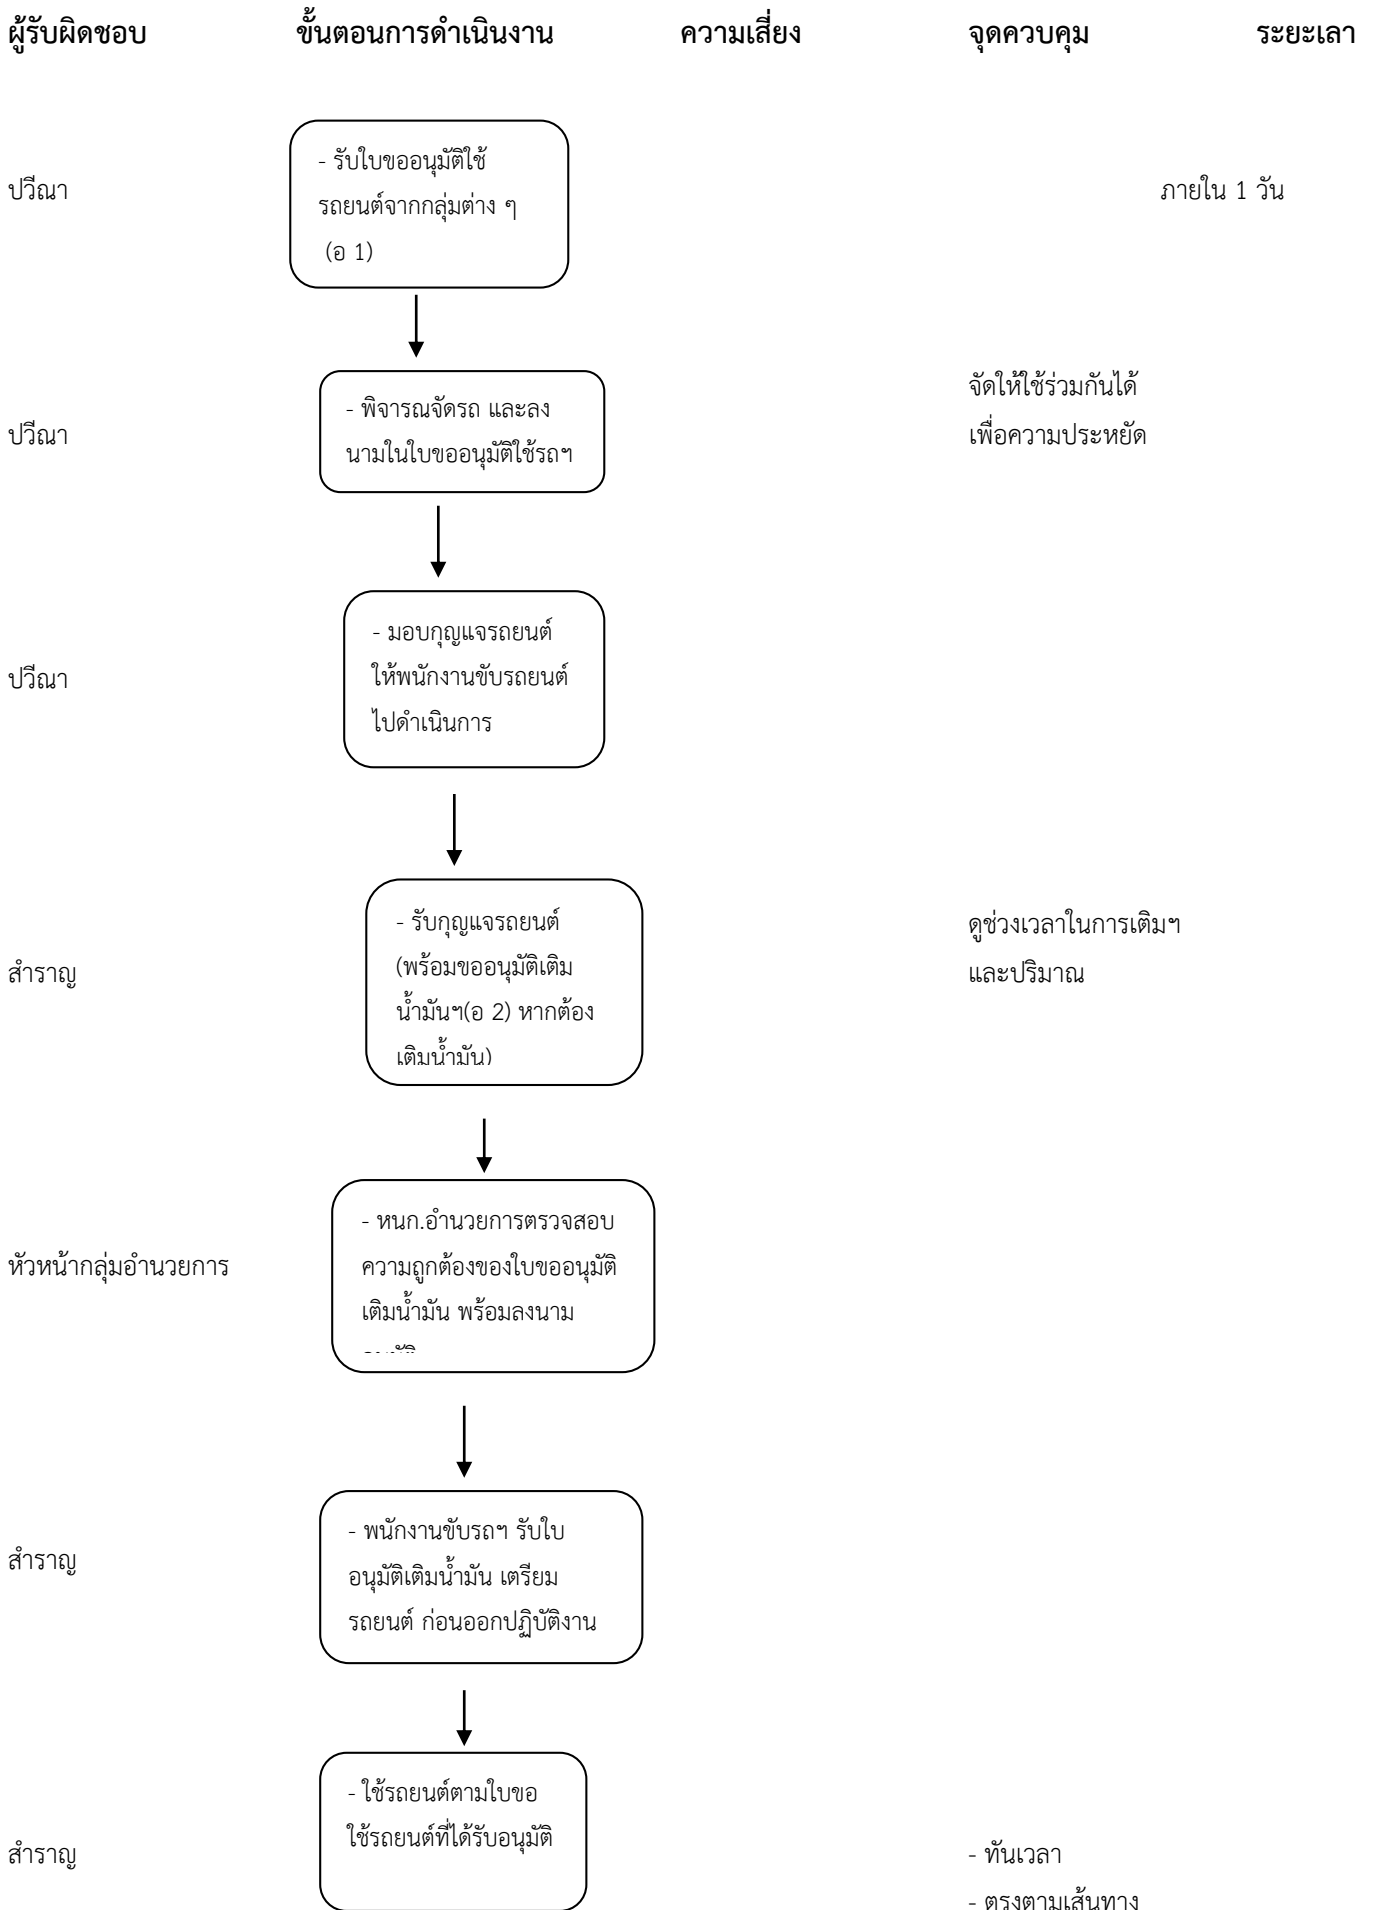 ผู้รับผิดชอบ ขั้นตอนการดำเนินงาน ความเสี่ยง จุดควบคุม ระยะเลา
- รับใบขออนุมัติใช้
ปวีณา รถยนต์จากกลุ่มต่าง ๆ ภายใน 1 วัน
(อ 1)
จัดให้ใช้ร่วมกันได้
- พิจารณจัดรถ และลง
ปวีณา นามในใบขออนุมัติใช้รถฯ เพื่อความประหยัด
- มอบกุญแจรถยนต์
ปวีณา ให้พนักงานขับรถยนต์
ไปดำเนินการ
- รับกุญแจรถยนต์ ดูช่วงเวลาในการเติมฯ
สำราญ (พร้อมขออนุมัติเติม และปริมาณ
น้ำมันฯ(อ 2) หากต้อง
เติมน้ำมัน)
- หนก.อำนวยการตรวจสอบ
หัวหน้ากลุ่มอำนวยการ ความถูกต้องของใบขออนุมัติ
เติมน้ำมัน พร้อมลงนาม
- พนักงานขับรถฯ รับใบ
สำราญ อนุมัติเติมน้ำมัน เตรียม
รถยนต์ ก่อนออกปฏิบัติงาน
- ใช้รถยนต์ตามใบขอ
ใช้รถยนต์ที่ได้รับอนุมัติ
สำราญ - ทันเวลา
- ตรงตามเส้นทาง